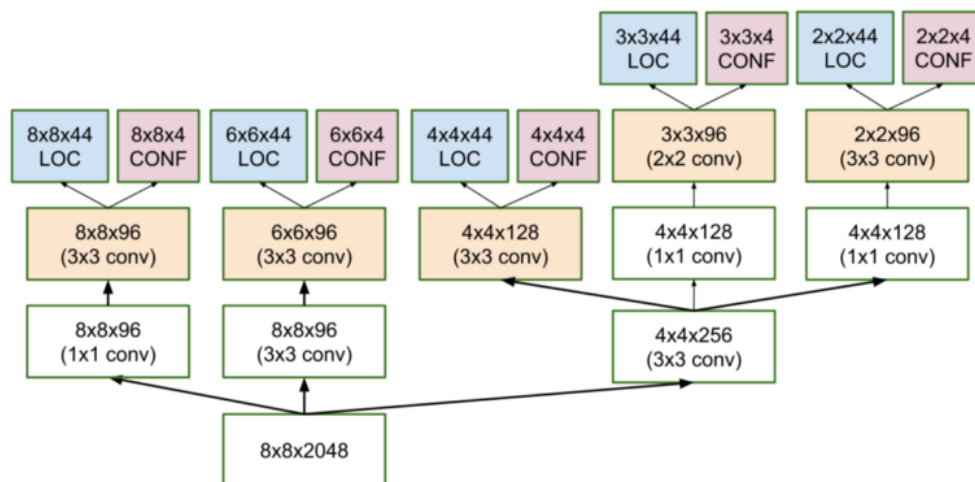 3x3x44
LOC
3x3x4
CONF
2x2x44
LOC
2x2x4
CONF
8x8x44
LOC
8x8x4
CONF
6x6x44
LOC
6x6x4
CONF
4x4x44
LOC
4x4x4
CONF
3x3x96
(2x2 conv)
2x2x96
(3x3 conv)
8x8x96
(3x3 conv)
6x6x96
(3x3 conv)
4x4x128
(3x3 conv)
4x4x128
(1x1 conv)
4x4x128
(1x1 conv)
8x8x96
(1x1 conv)
8x8x96
(3x3 conv)
4x4x256
(3x3 conv)
8x8x2048